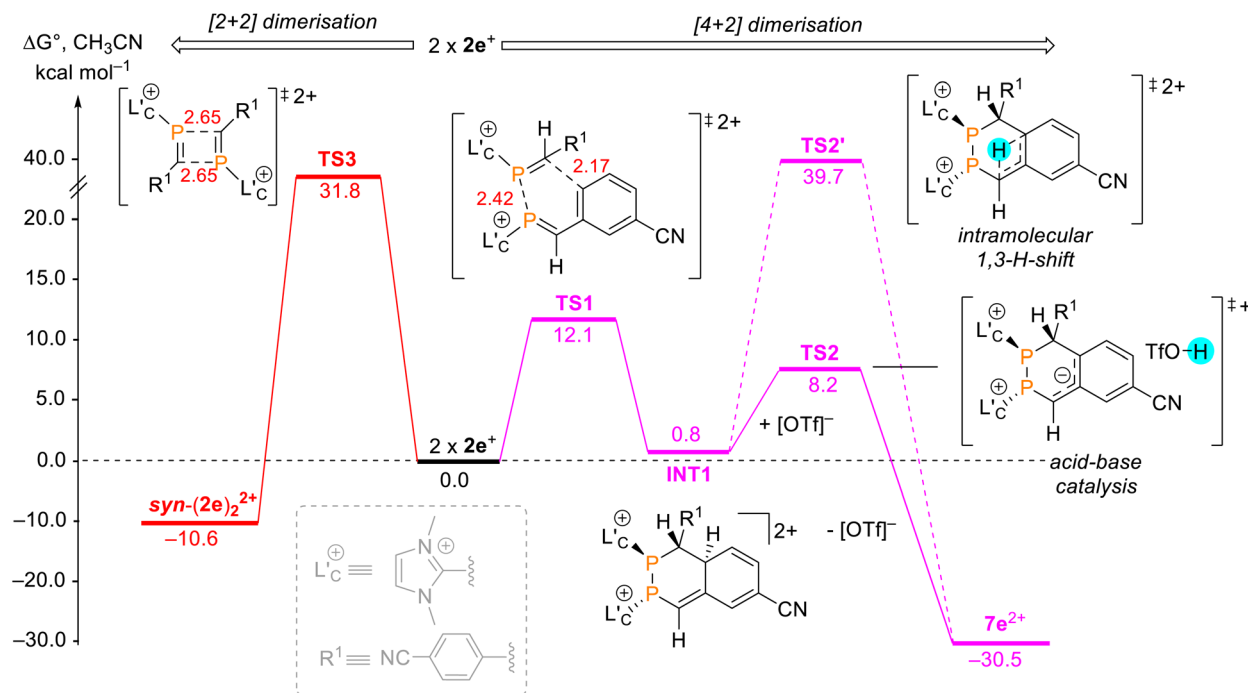 [2+2] dimerisation
2 x 2e⁺
[4+2] dimerisation
ΔG°, CH₃CN
kcal mol⁻¹
40.0
20.0
15.0
10.0
5.0
0.0
−10.0
−20.0
−30.0
L'C
⊕
R¹
2.65
P
P
2.65
R¹
L'C
⊕
‡ 2+
TS3
31.8
H
R¹
L'C
⊕
P
2.17
2.42
P
L'C
⊕
H
CN
‡ 2+
TS1
12.1
TS2'
39.7
H
R¹
L'C
⊕
P
P
H
L'C
⊕
H
CN
‡ 2+
intramolecular
1,3-H-shift
TS2
8.2
+ [OTf]⁻
H
R¹
L'C
⊕
P
P
⊖
L'C
⊕
H
CN
TfO–H
‡ +
acid-base
catalysis
2 x 2e⁺
0.0
0.8
INT1
syn-(2e)₂²⁺
−10.6
L'C
⊕
≡
N
⊕
N
R¹ ≡ NC
L'C
⊕
R¹
H
H
P
P
L'C
⊕
H
CN
2+
- [OTf]⁻
7e²⁺
−30.5